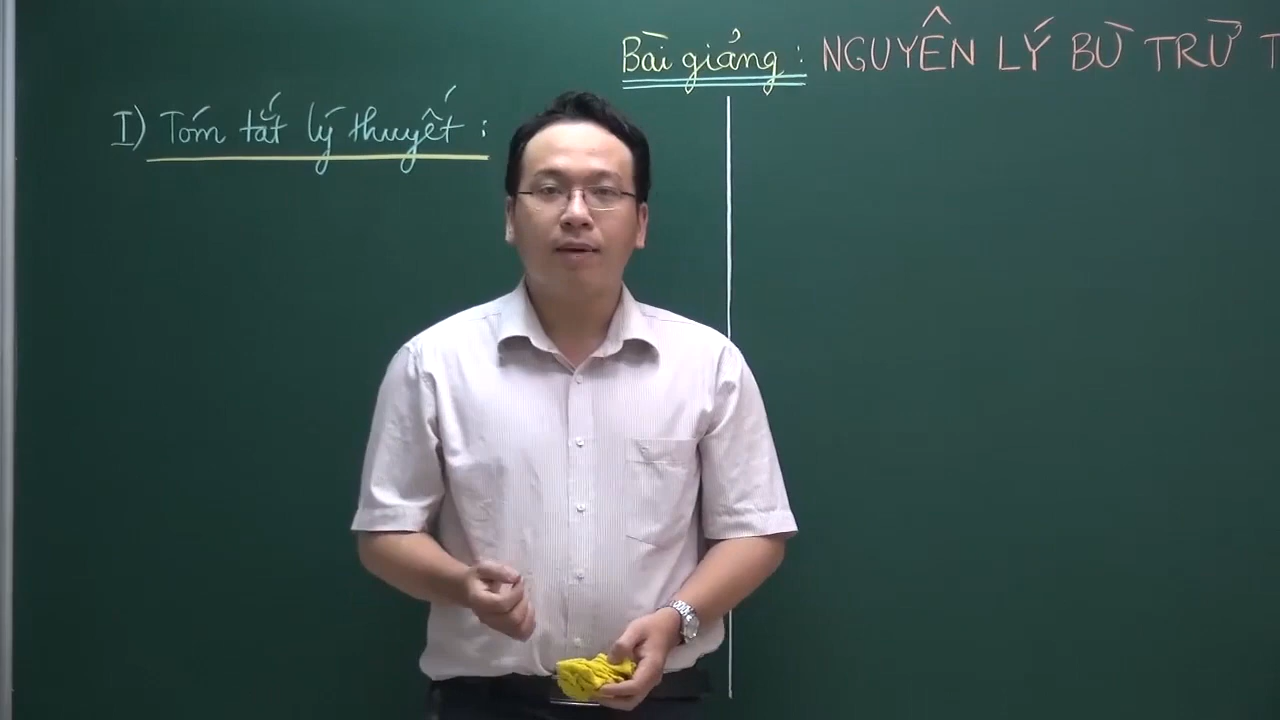 Bài giảng : NGUYÊN LÝ BÙ TRỪ
I) Tóm tắt lý thuyết :